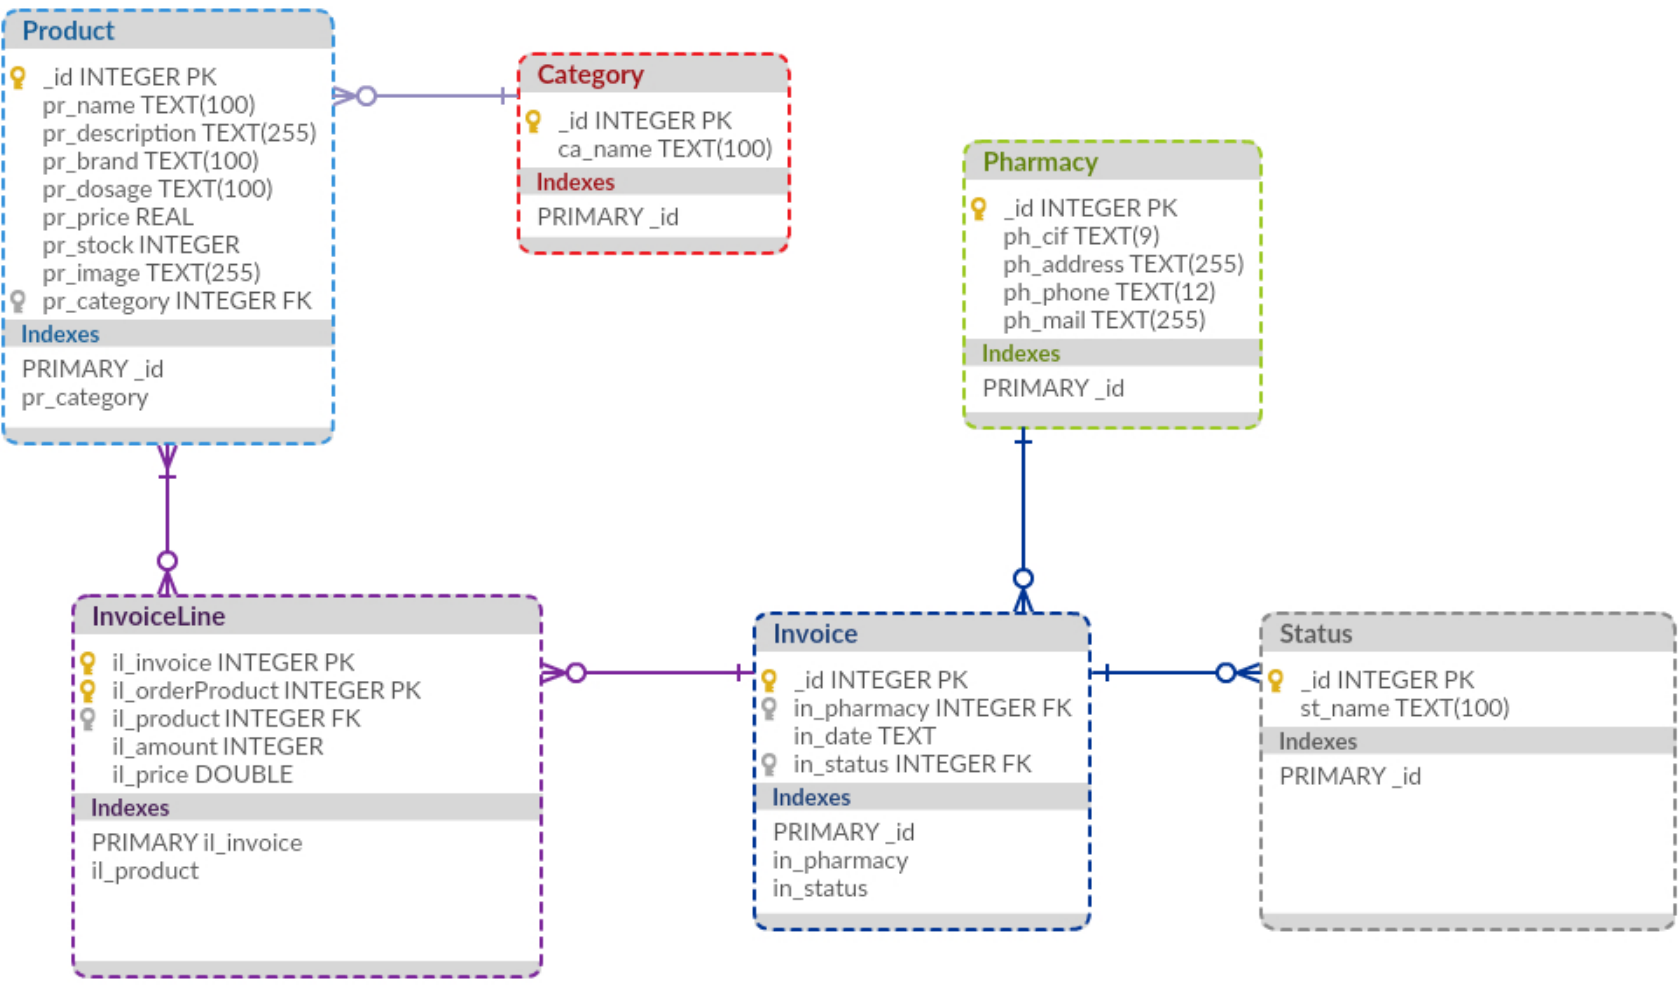 Product
_id INTEGER PK
pr_name TEXT(100)
pr_description TEXT(255)
pr_brand TEXT(100)
pr_dosage TEXT(100)
pr_price REAL
pr_stock INTEGER
pr_image TEXT(255)
pr_category INTEGER FK
Indexes
PRIMARY _id
pr_category
Category
_id INTEGER PK
ca_name TEXT(100)
Indexes
PRIMARY _id
Pharmacy
_id INTEGER PK
ph_cif TEXT(9)
ph_address TEXT(255)
ph_phone TEXT(12)
ph_mail TEXT(255)
Indexes
PRIMARY _id
InvoiceLine
il_invoice INTEGER PK
il_orderProduct INTEGER PK
il_product INTEGER FK
il_amount INTEGER
il_price DOUBLE
Indexes
PRIMARY il_invoice
il_product
Invoice
_id INTEGER PK
in_pharmacy INTEGER FK
in_date TEXT
in_status INTEGER FK
Indexes
PRIMARY _id
in_pharmacy
in_status
Status
_id INTEGER PK
st_name TEXT(100)
Indexes
PRIMARY _id